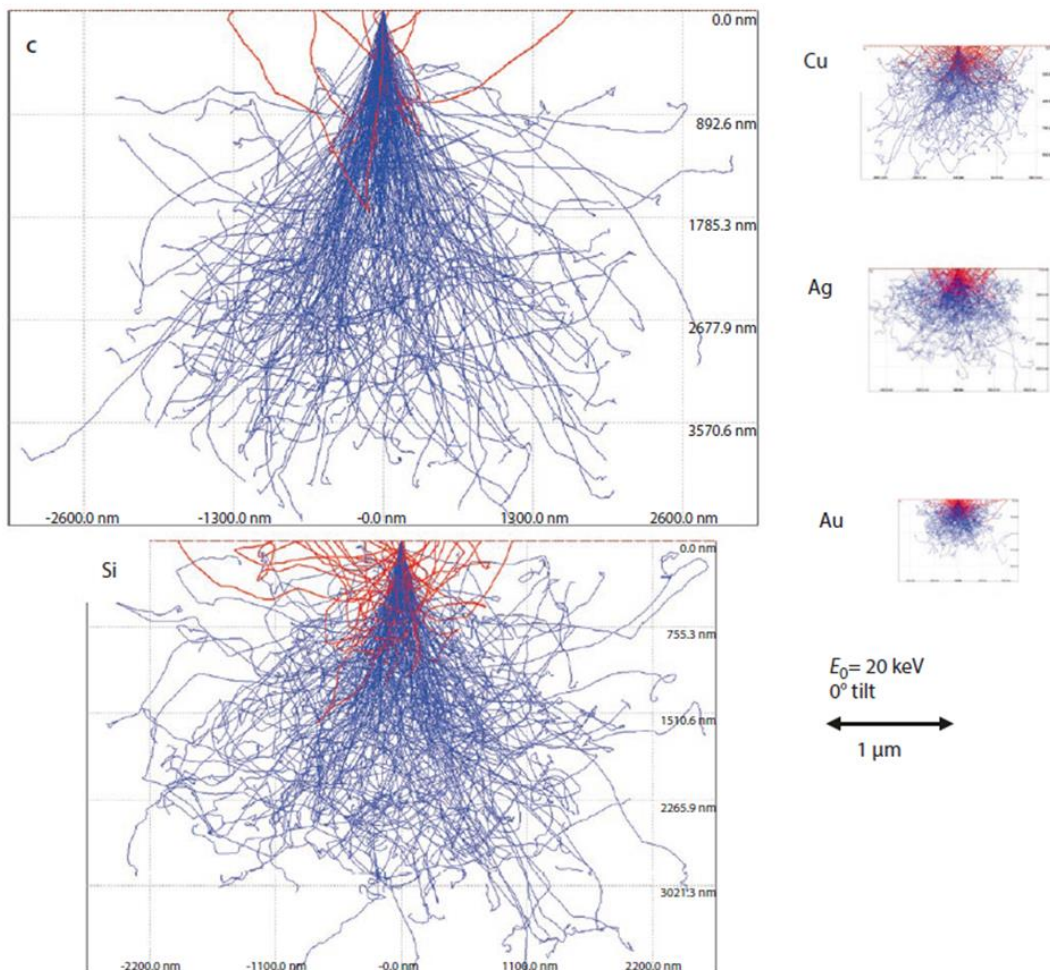 c
0.0 nm
892.6 nm
1785.3 nm
2677.9 nm
3570.6 nm
-2600.0 nm
-1300.0 nm
-0.0 nm
1300.0 nm
2600.0 nm
Si
0.0 nm
755.3 nm
1510.6 nm
2265.9 nm
3021.3 nm
-2200.0 nm
-1100.0 nm
-0.0 nm
1100.0 nm
2200.0 nm
Cu
Ag
Au
E₀= 20 keV
0° tilt
1 μm